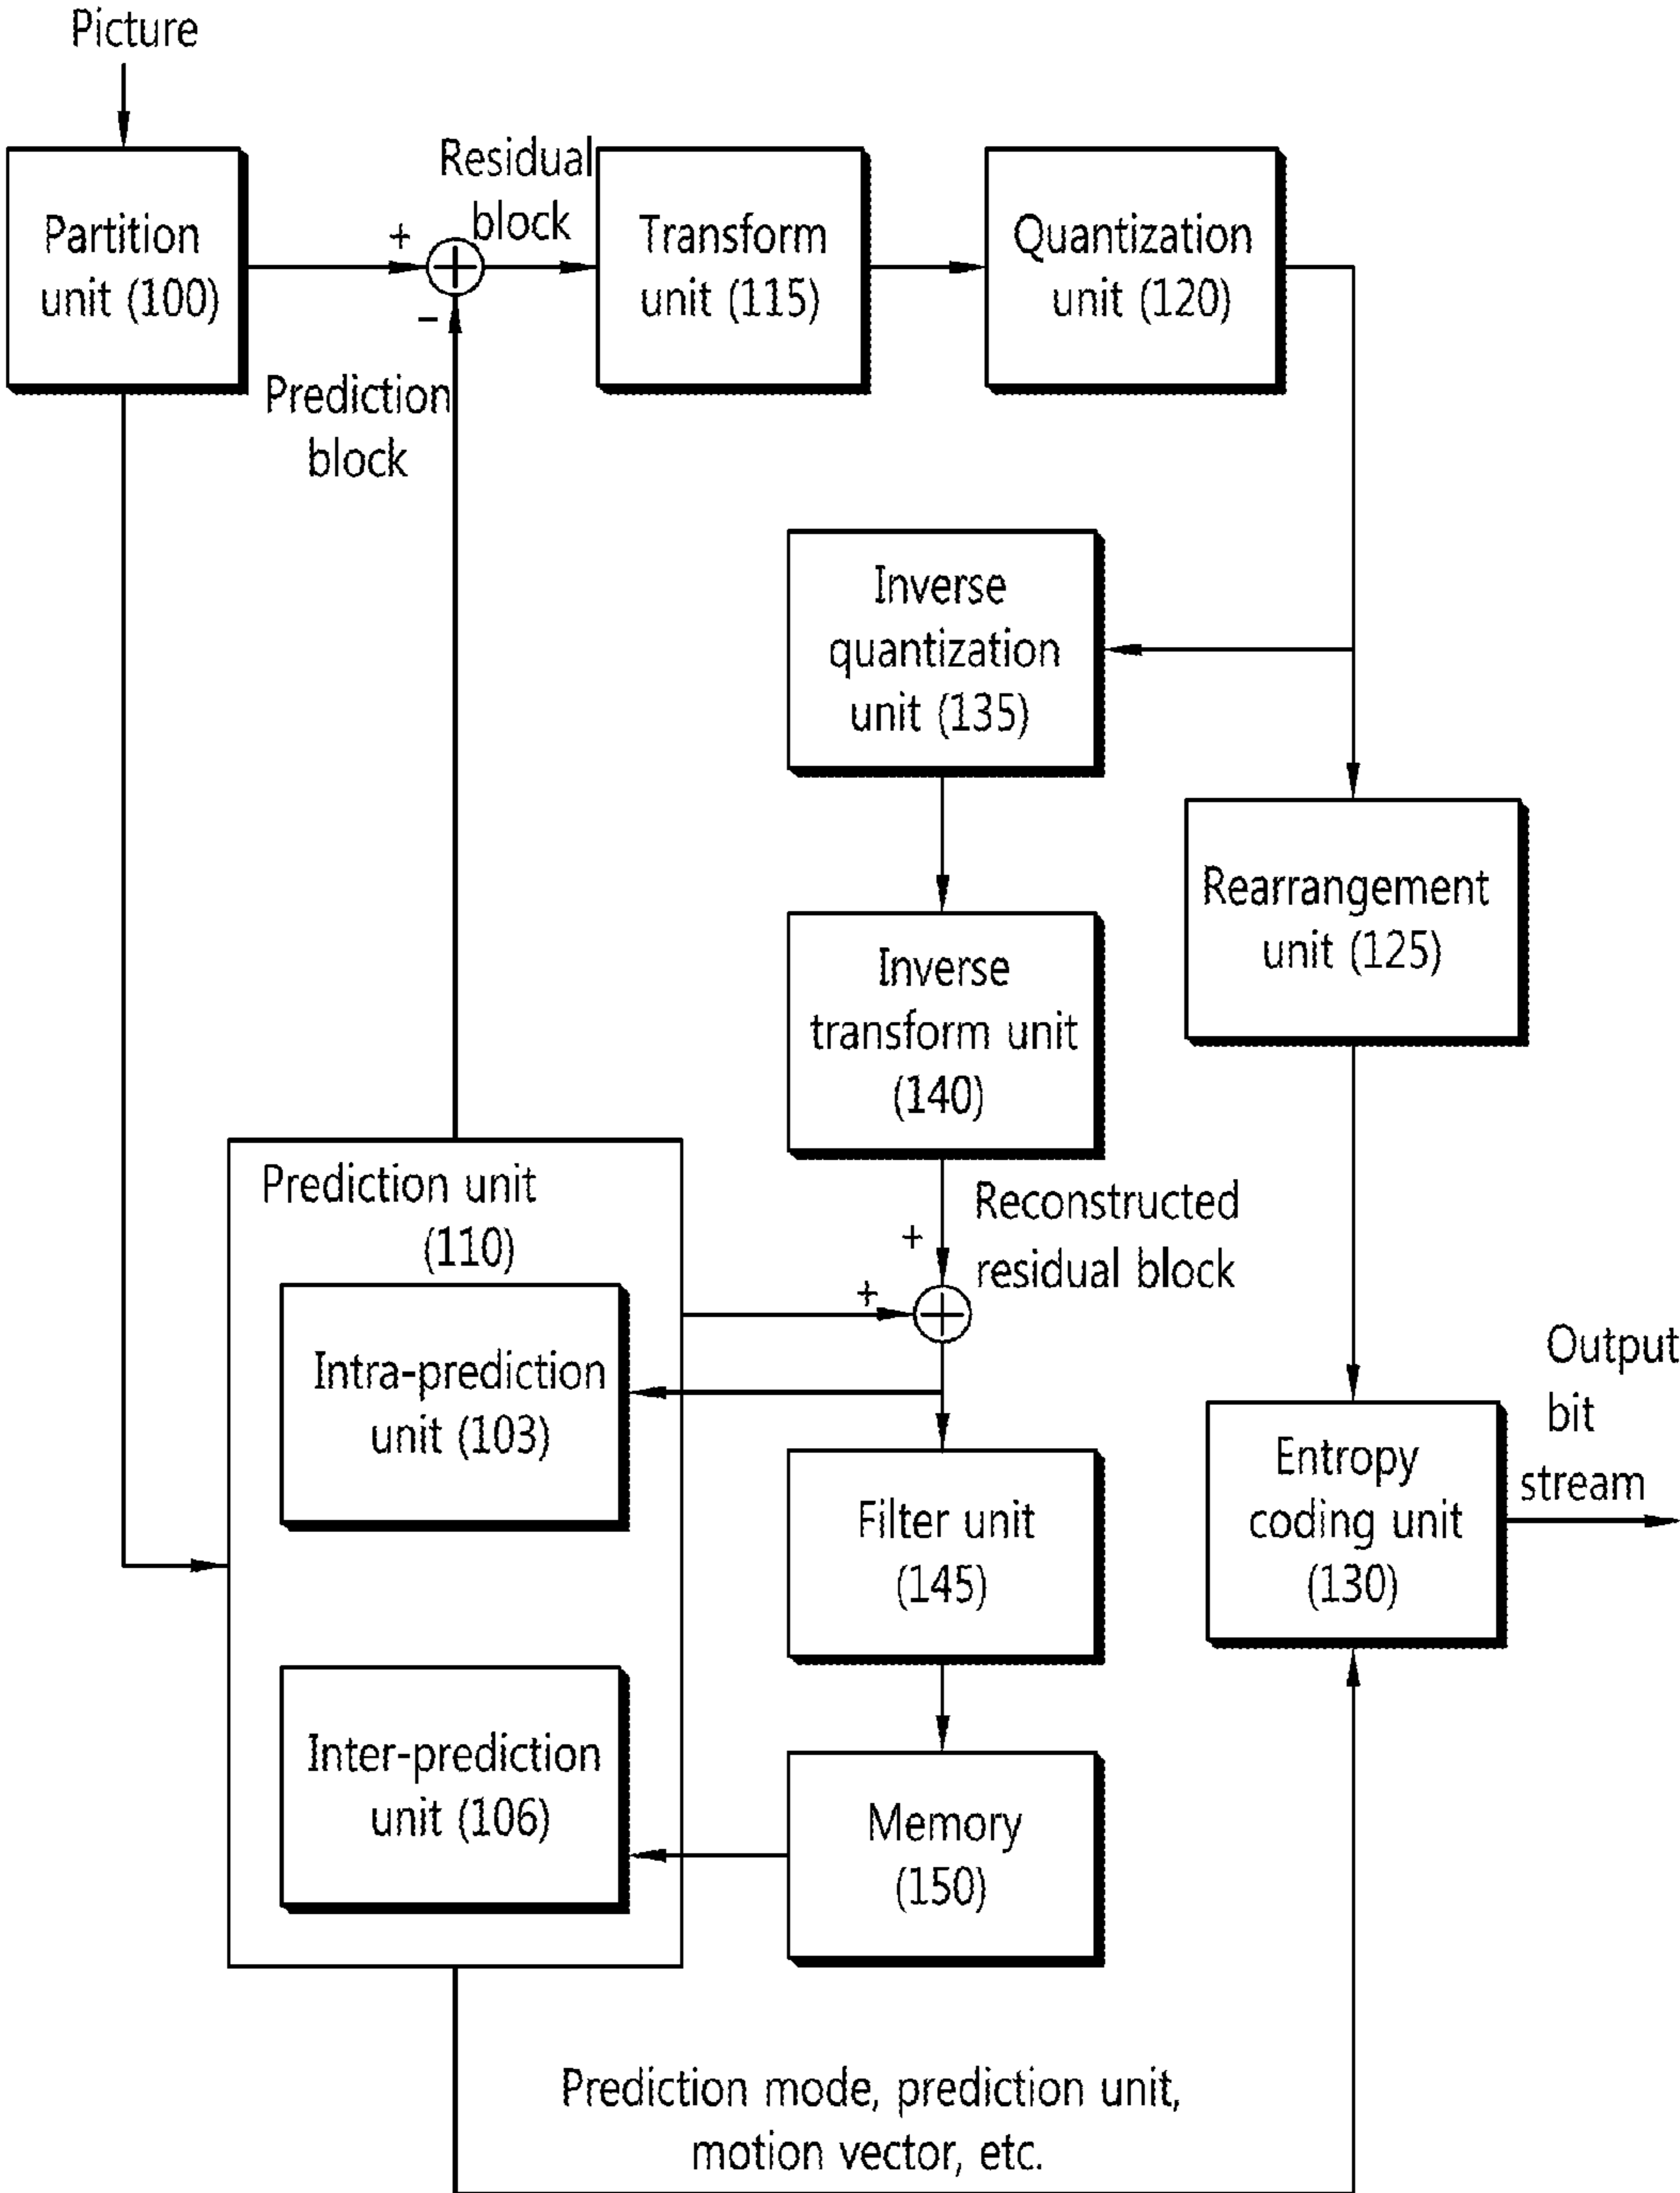 Picture
Partition
unit (100)
+
Residual
block
Transform
unit (115)
Quantization
unit (120)
-
Prediction
block
Inverse
quantization
unit (135)
Rearrangement
unit (125)
Inverse
transform unit
(140)
Prediction unit
(110)
Reconstructed
residual block
+
+
Intra-prediction
unit (103)
Output
bit
stream
Entropy
coding unit
(130)
Filter unit
(145)
Inter-prediction
unit (106)
Memory
(150)
Prediction mode, prediction unit,
motion vector, etc.